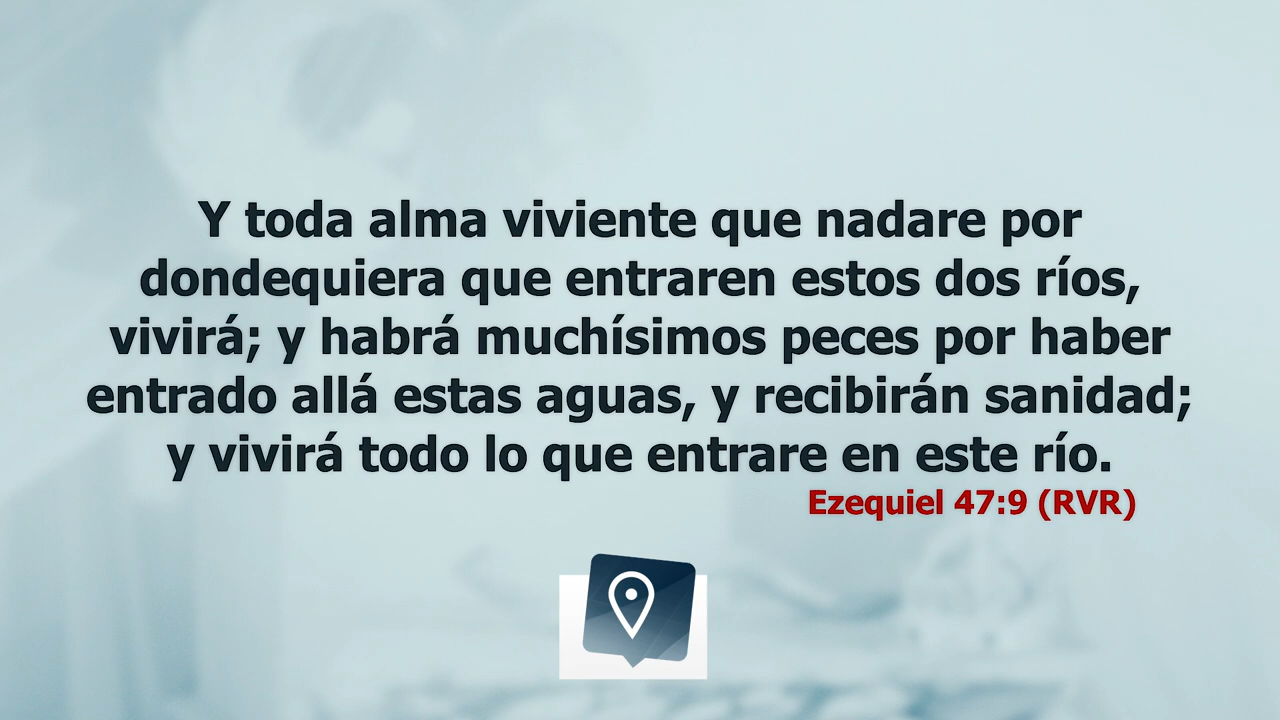 Y toda alma viviente que nadare por
dondequiera que entraren estos dos ríos,
vivirá; y habrá muchísimos peces por haber
entrado allá estas aguas, y recibirán sanidad;
y vivirá todo lo que entrare en este río.
Ezequiel 47:9 (RVR)